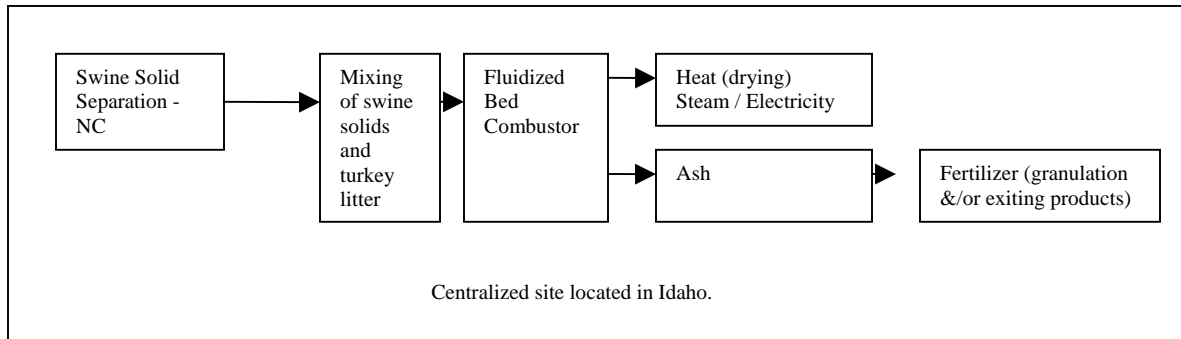 Swine Solid
Separation -
NC
Mixing
of swine
solids
and
turkey
litter
Fluidized
Bed
Combustor
Heat (drying)
Steam / Electricity
Ash
Fertilizer (granulation
&/or exiting products)
Centralized site located in Idaho.